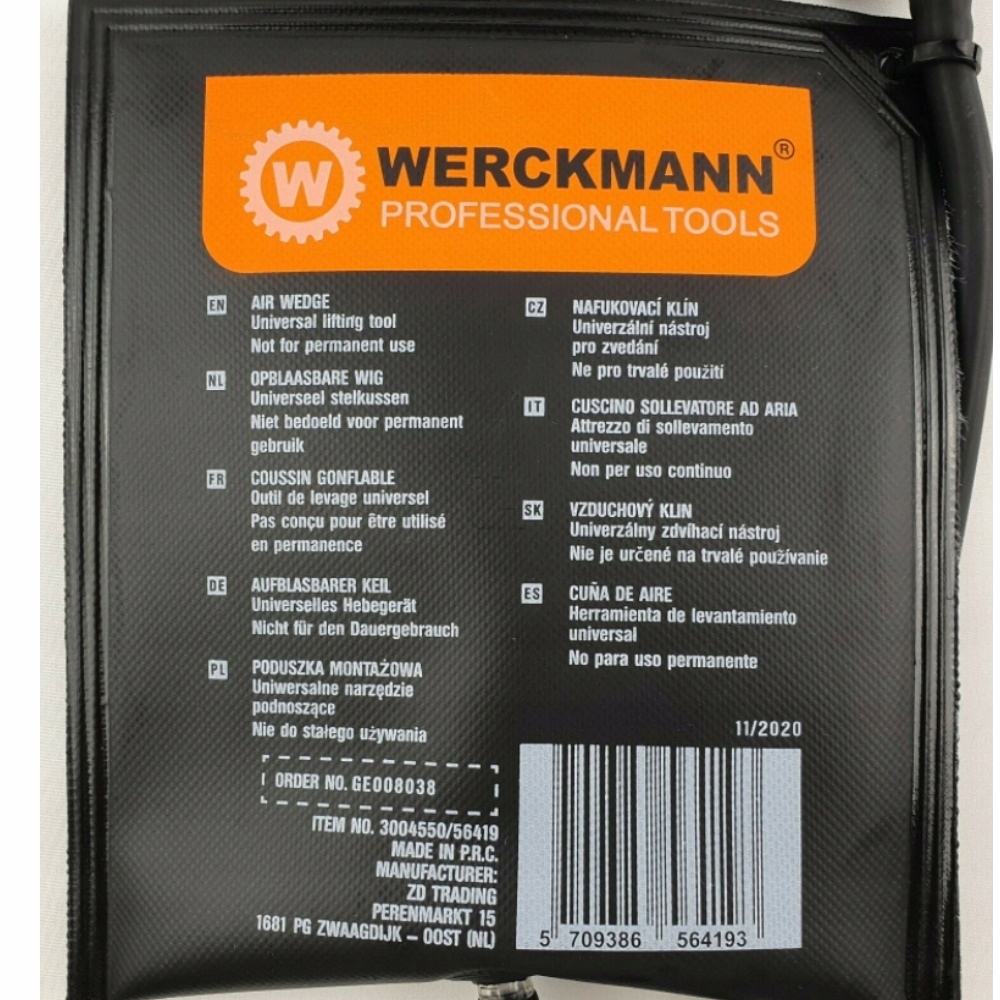 W
WERCKMANN®
PROFESSIONAL TOOLS
EN
AIR WEDGE
Universal lifting tool
Not for permanent use
NL
OPBLAASBARE WIG
Universeel stelkussen
Niet bedoeld voor permanent
gebruik
FR
COUSSIN GONFLABLE
Outil de levage universel
Pas conçu pour être utilisé
en permanence
DE
AUFBLASBARER KEIL
Universelles Hebegerät
Nicht für den Dauergebrauch
PL
PODUSZKA MONTAŻOWA
Uniwersalne narzędzie
podnoszące
Nie do stałego używania
CZ
NAFUKOVACÍ KLÍN
Univerzální nástroj
pro zvedání
Ne pro trvalé použití
IT
CUSCINO SOLLEVATORE AD ARIA
Attrezzo di sollevamento
universale
Non per uso continuo
SK
VZDUCHOVÝ KLIN
Univerzálny zdvíhací nástroj
Nie je určené na trvalé používanie
ES
CUÑA DE AIRE
Herramienta de levantamiento
universal
No para uso permanente
ORDER NO. GE008038
ITEM NO. 3004550/56419
MADE IN P.R.C.
MANUFACTURER:
ZD TRADING
PERENMARKT 15
1681 PG ZWAAGDIJK – OOST (NL)
11/2020
5 709386 564193